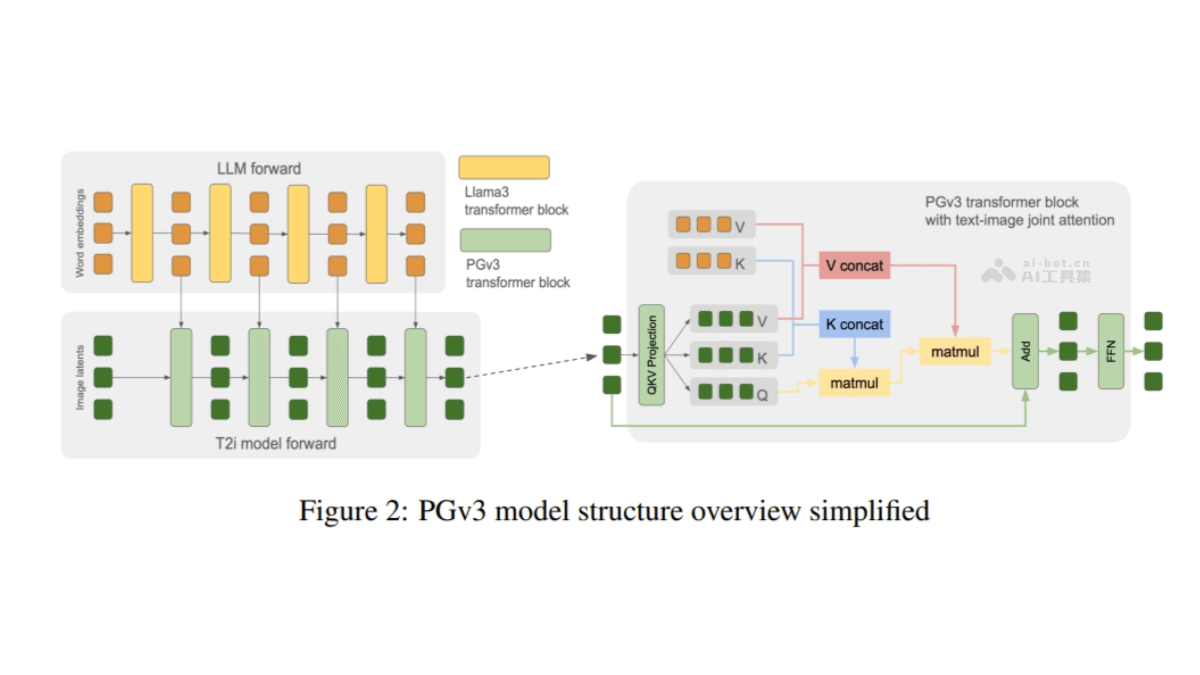 LLM forward
Word embeddings
Llama3
transformer block
PGv3
transformer block
Image latents
T2i model forward
PGv3 transformer block
with text-image joint attention
ai-bot.cn
AI工具集
V
K
V concat
QKV Projection
V
K
Q
K concat
matmul
matmul
Add
FFN
Figure 2: PGv3 model structure overview simplified